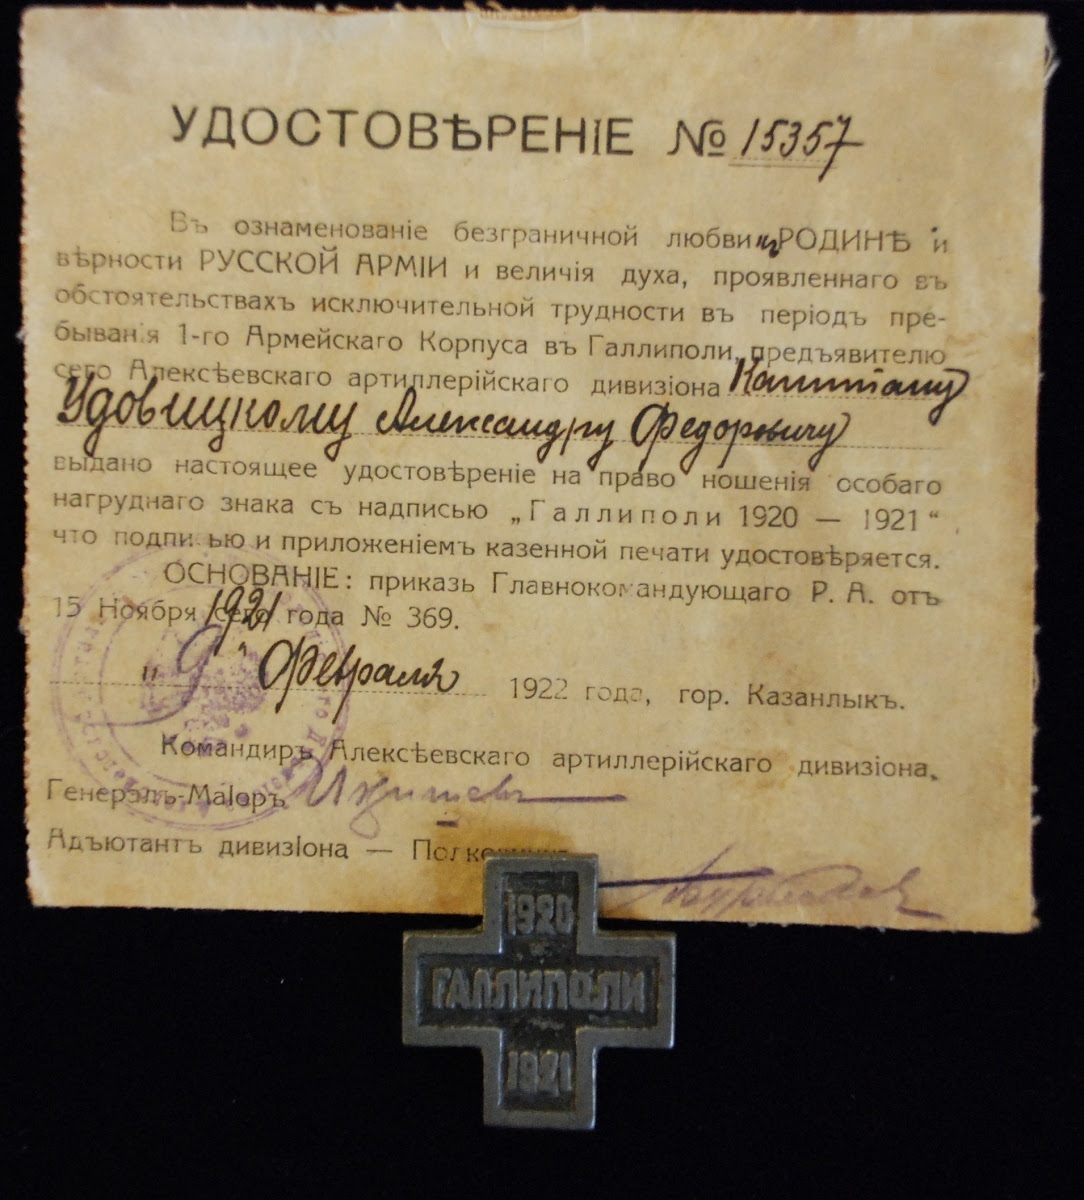 УДОСТОВѢРЕНІЕ № 15357
Въ ознаменованіе безграничной любви къ РОДИНѢ и
вѣрности РУССКОЙ АРМІИ и величія духа, проявленнаго въ
обстоятельствахъ исключительной трудности въ періодъ пре-
быванія 1-го Армейскаго Корпуса въ Галлиполи, предъявителю
сего Алексѣевскаго артиллерійскаго дивизіона Капитану
Удовицкому Александру Федоровичу
выдано настоящее удостовѣреніе на право ношенія особаго
нагруднаго знака съ надписью „Галлиполи 1920 — 1921“
что подписью и приложеніемъ казенной печати удостовѣряется.
ОСНОВАНІЕ: приказь Главнокомандующаго Р. А. отъ
15 Ноября 1921 сего года № 369.
„ 9 “ Февраля 1922 года, гор. Казанлыкъ.
Командиръ Алексѣевскаго артиллерійскаго дивизіона,
Генералъ-Маіоръ
Адъютантъ дивизіона — Полковникъ
1920
ГАЛЛИПОЛИ
1921